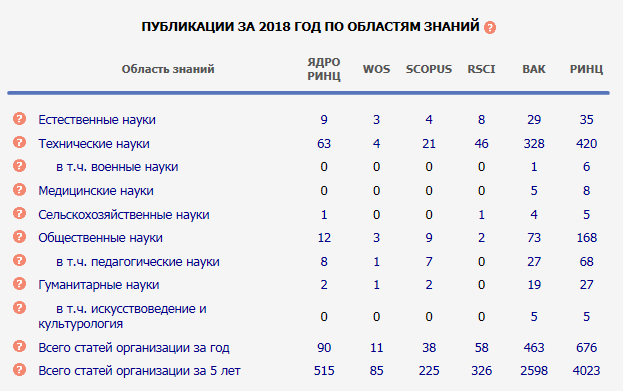 ПУБЛИКАЦИИ ЗА 2018 ГОД ПО ОБЛАСТЯМ ЗНАНИЙ ?
Область знаний ЯДРО РИНЦ WOS SCOPUS RSCI ВАК РИНЦ
? Естественные науки 9 3 4 8 29 35
? Технические науки 63 4 21 46 328 420
? в т.ч. военные науки 0 0 0 0 1 6
? Медицинские науки 0 0 0 0 5 8
? Сельскохозяйственные науки 1 0 0 1 4 5
? Общественные науки 12 3 9 2 73 168
? в т.ч. педагогические науки 8 1 7 0 27 68
? Гуманитарные науки 2 1 2 0 19 27
? в т.ч. искусствоведение и
культурология 0 0 0 0 5 5
? Всего статей организации за год 90 11 38 58 463 676
? Всего статей организации за 5 лет 515 85 225 326 2598 4023